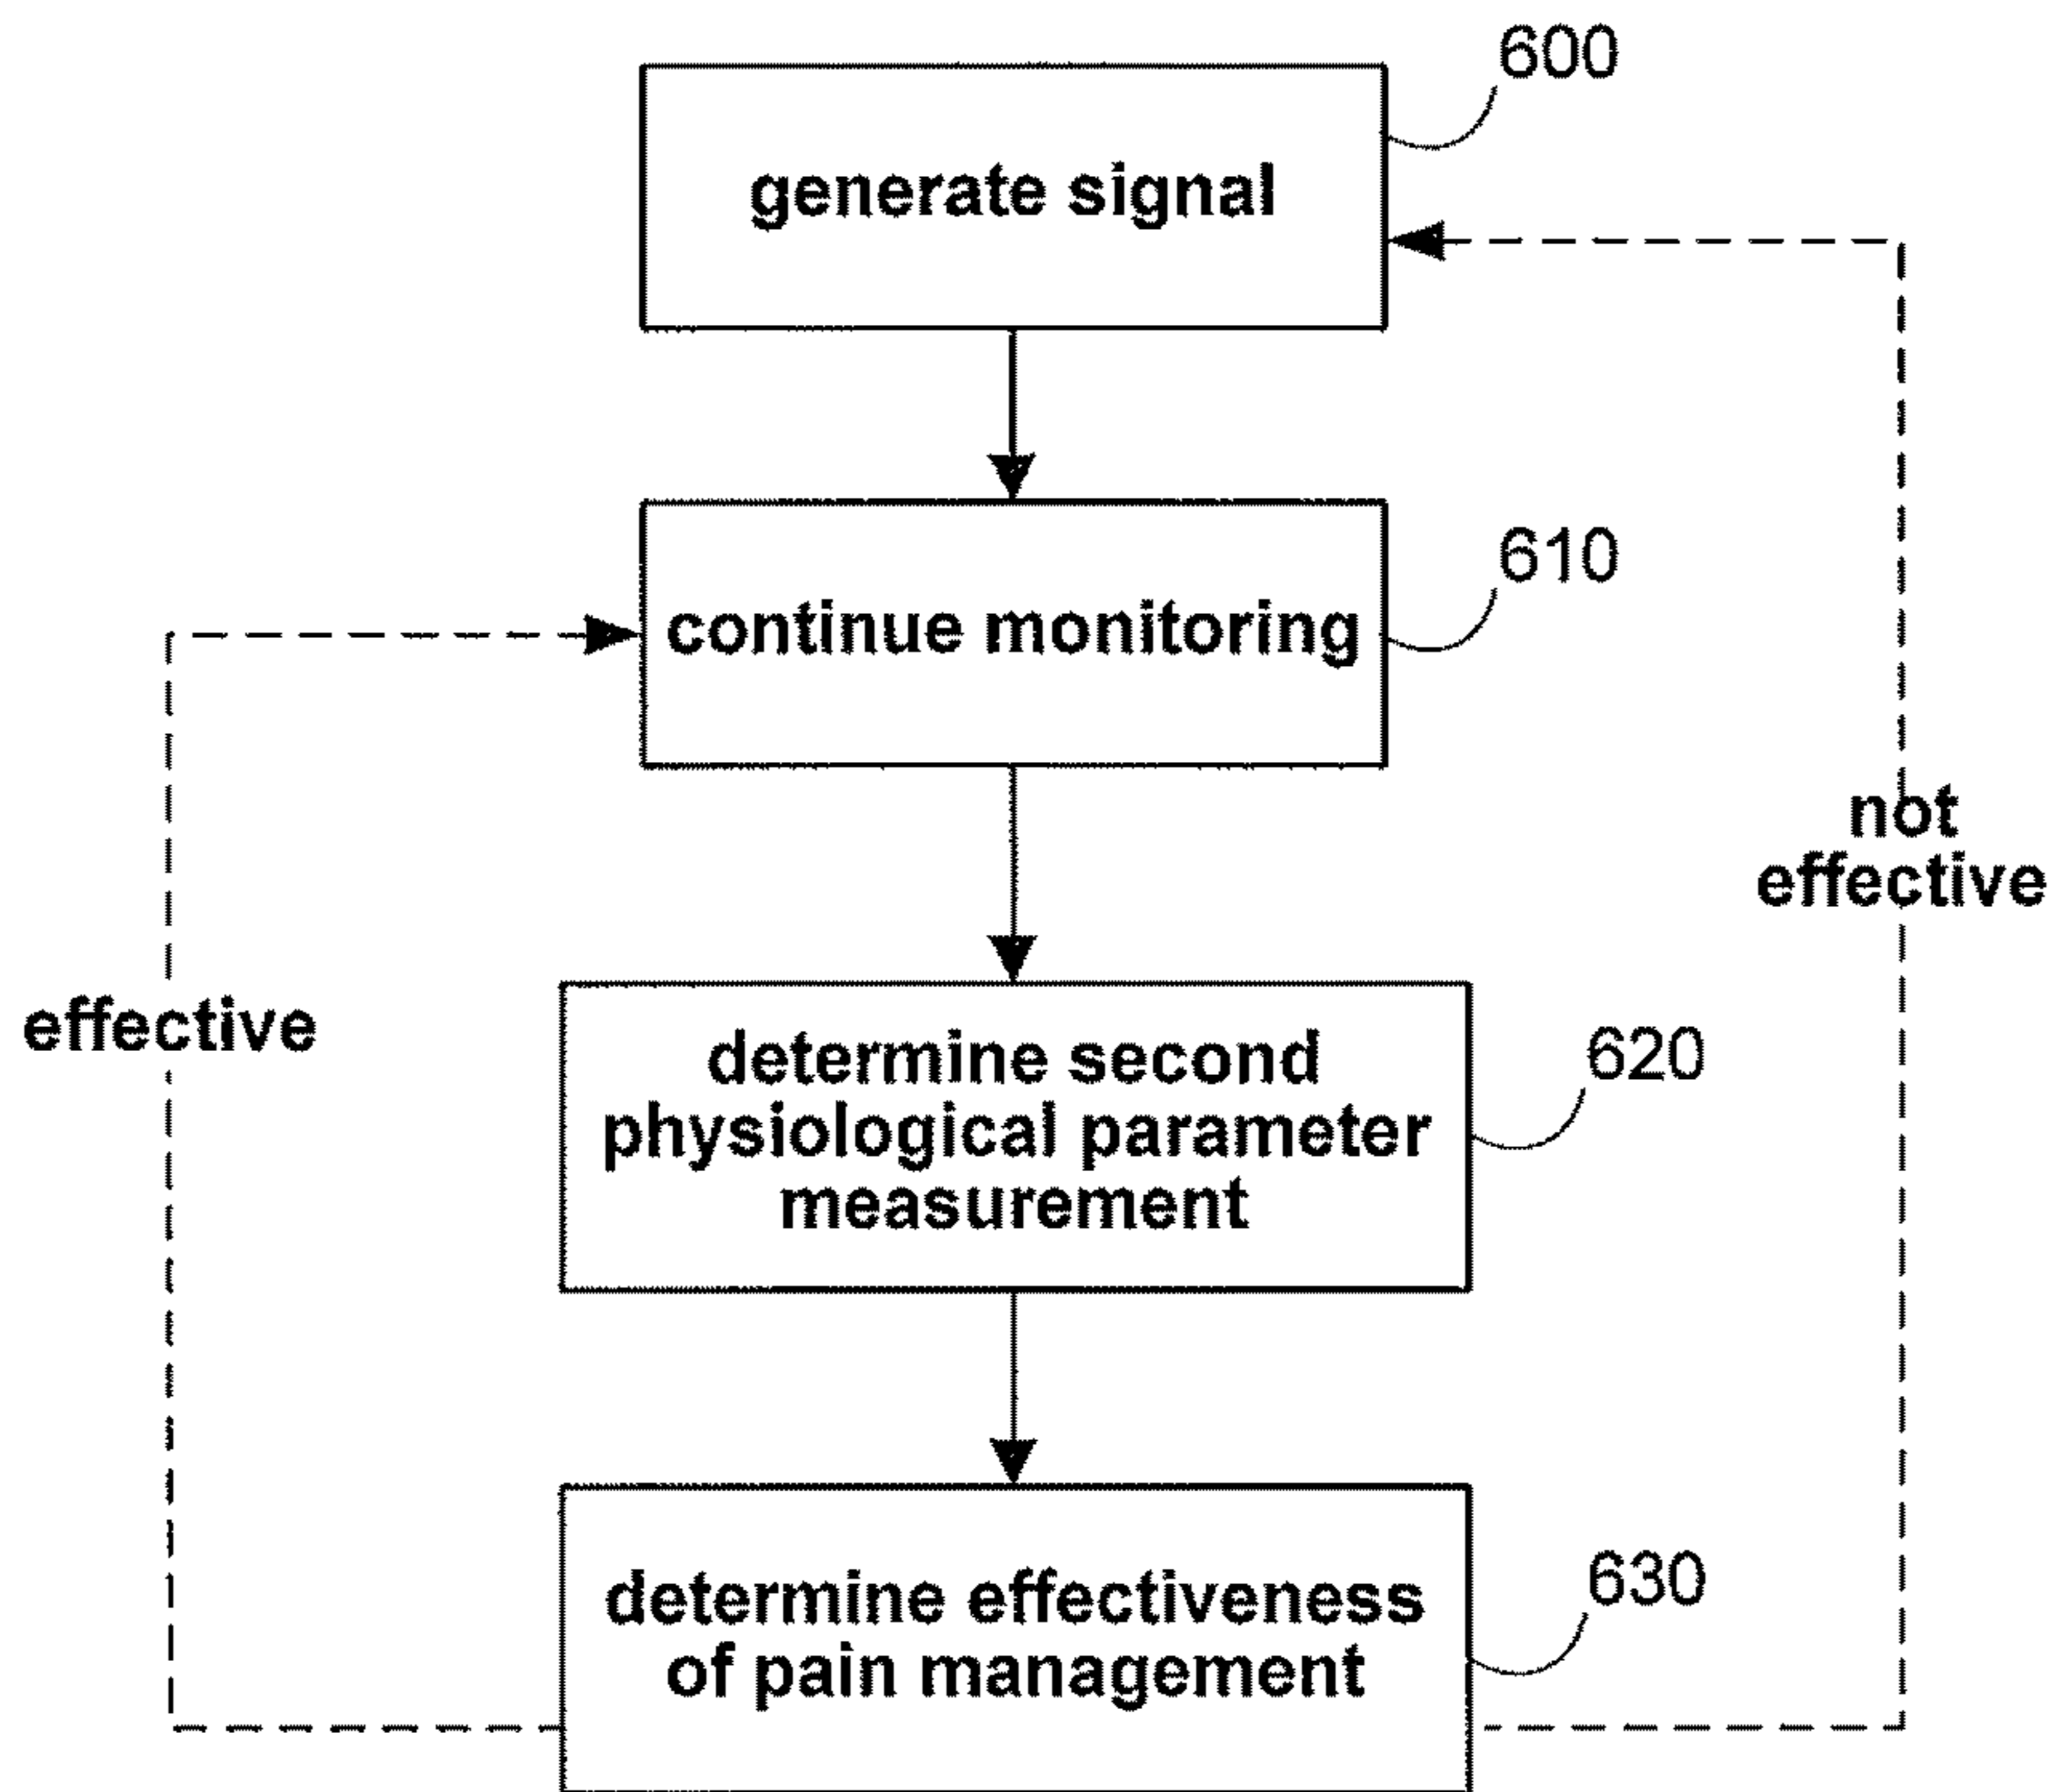 600
generate signal
610
continue monitoring
not
effective
effective
620
determine second
physiological parameter
measurement
630
determine effectiveness
of pain management